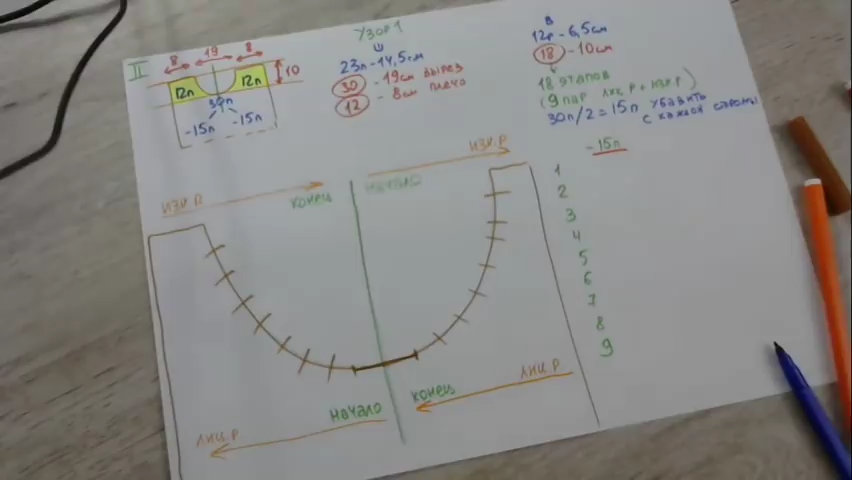 II
8 19 8
12п 12п
10
30п
-15п -15п
УЗОР 1
23п - 14,5см
30 - 19см вырез
12 - 8см плечо
В
12р - 6,5см
18 - 10см
18 этапов
(9 пар лиц.р + изн.р)
30п/2 = 15п убавить
с каждой стороны
-15п
1
2
3
4
5
6
7
8
9
ИЗН.Р
конец
начало
ИЗН.Р
ЛИЦ.Р
начало
конец
ЛИЦ.Р